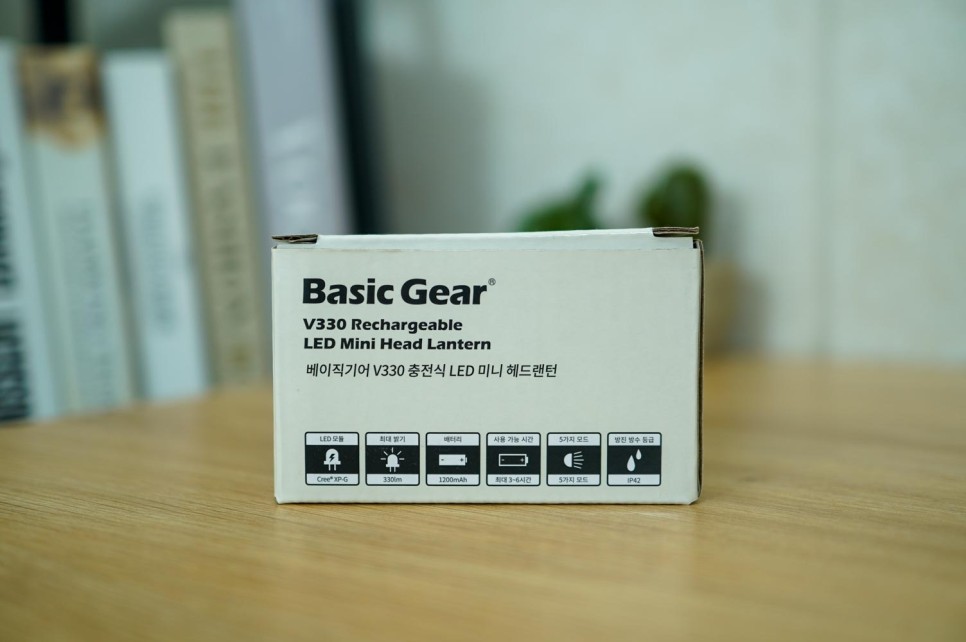 Basic Gear®
V330 Rechargeable
LED Mini Head Lantern
베이직기어 V330 충전식 LED 미니 헤드랜턴
LED 모듈
Cree® XP-G
최대 밝기
330lm
배터리
1200mAh
사용 가능 시간
최대 3~6시간
5가지 모드
5가지 모드
방진 방수 등급
IP42